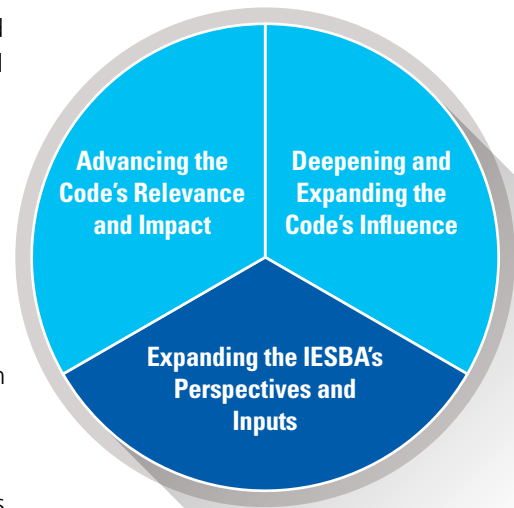 Advancing the
Code's Relevance
and Impact
Deepening and
Expanding the
Code's Influence
Expanding the IESBA's
Perspectives and
Inputs